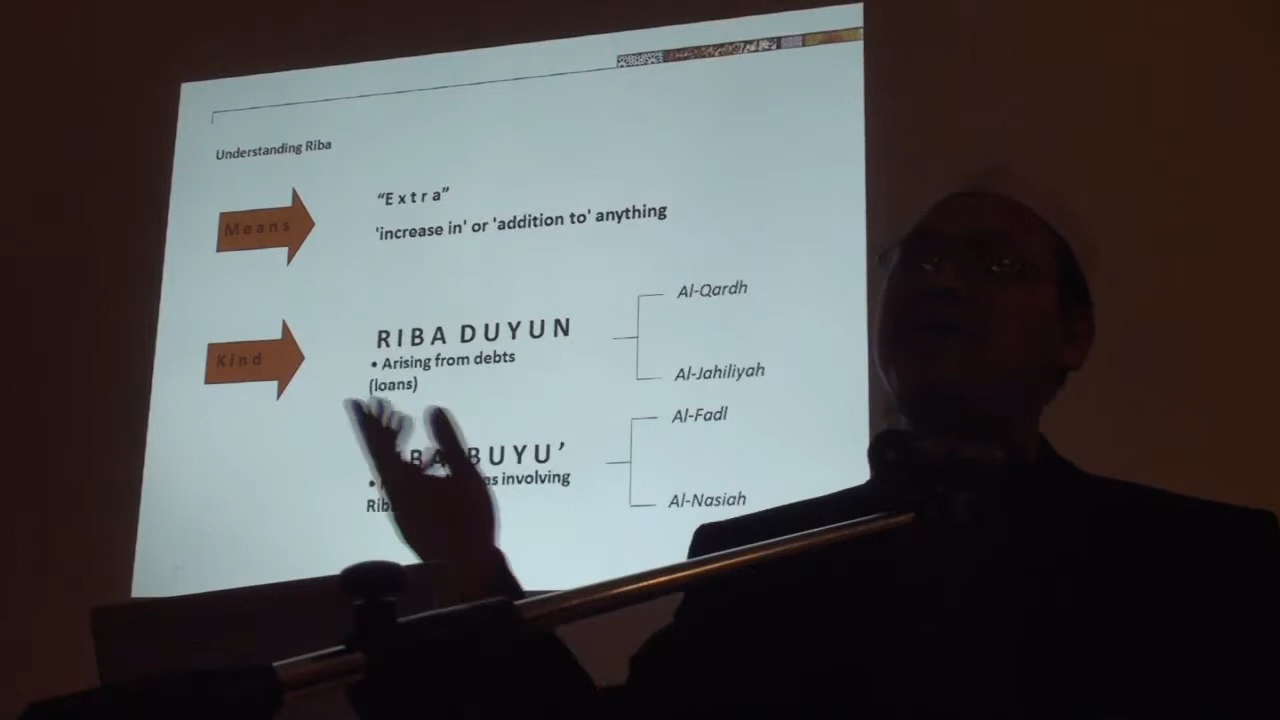 Understanding Riba
Means
"Extra"
'increase in' or 'addition to' anything
Kind
RIBA DUYUN
• Arising from debts
(loans)
Al-Qardh
Al-Jahiliyah
BUYU’
involving
Al-Fadl
Al-Nasiah